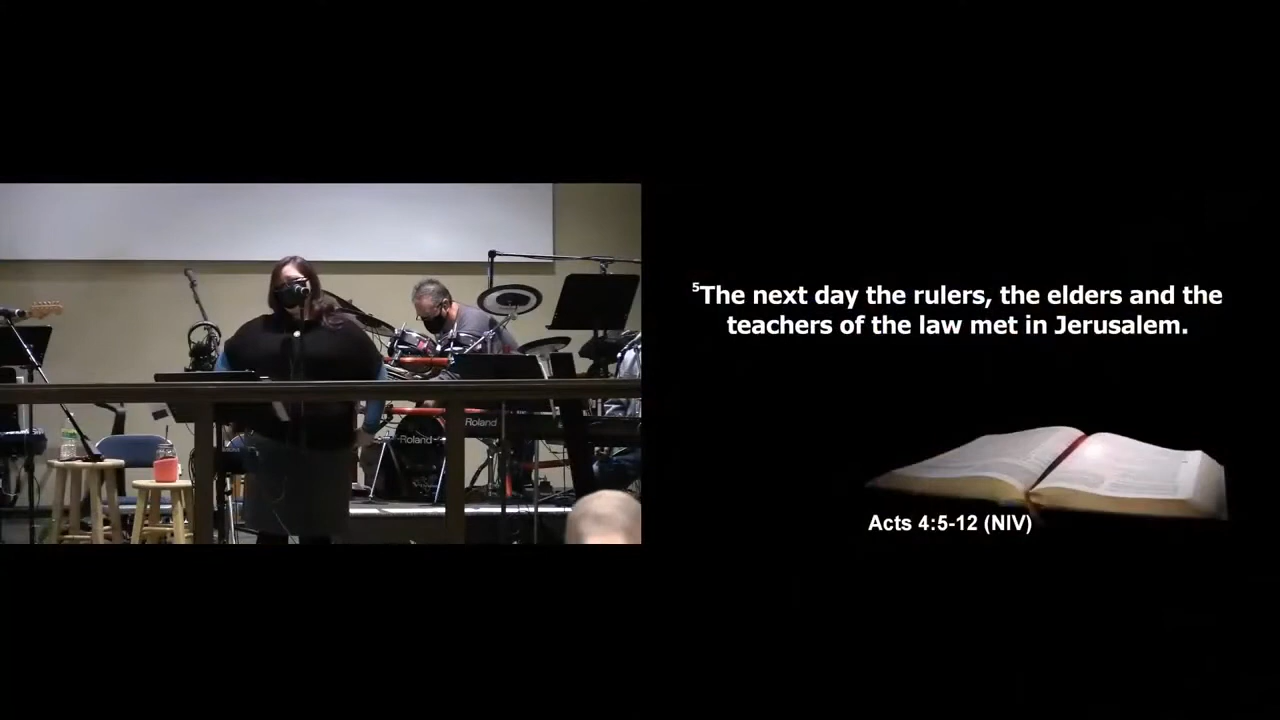 Roland
Roland
⁵The next day the rulers, the elders and the
teachers of the law met in Jerusalem.
Acts 4:5-12 (NIV)